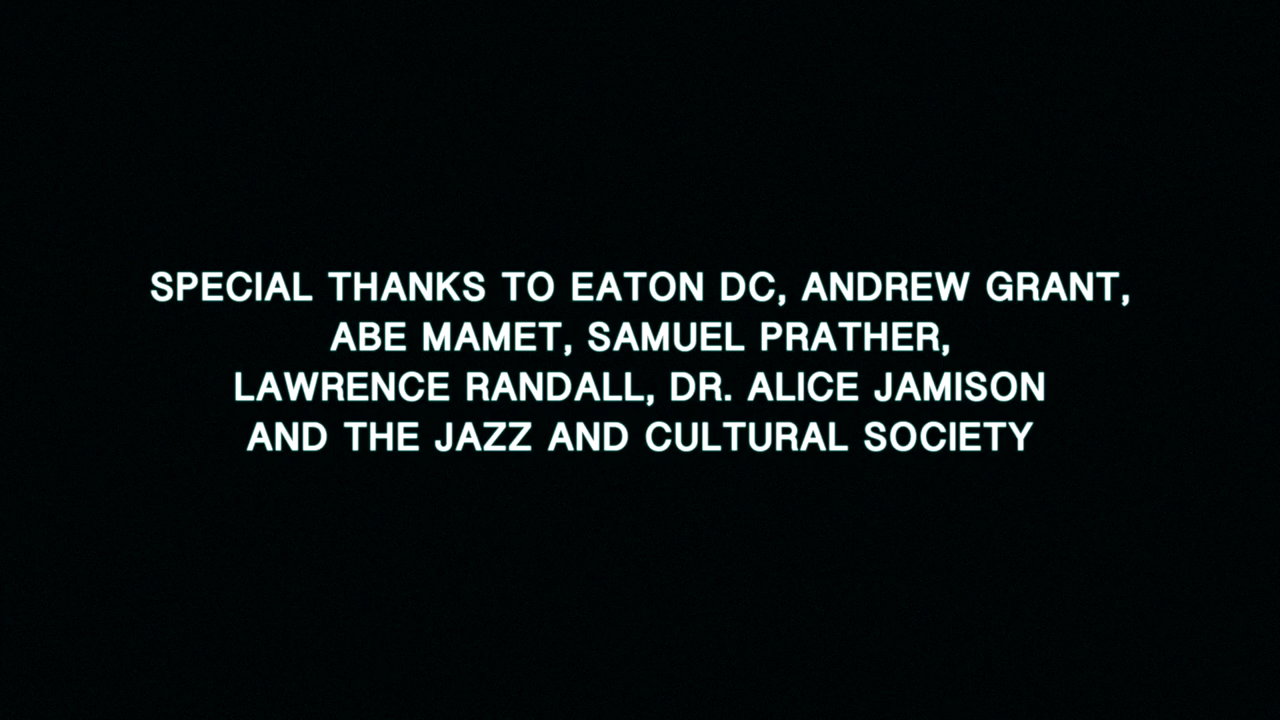 SPECIAL THANKS TO EATON DC, ANDREW GRANT,
ABE MAMET, SAMUEL PRATHER,
LAWRENCE RANDALL, DR. ALICE JAMISON
AND THE JAZZ AND CULTURAL SOCIETY